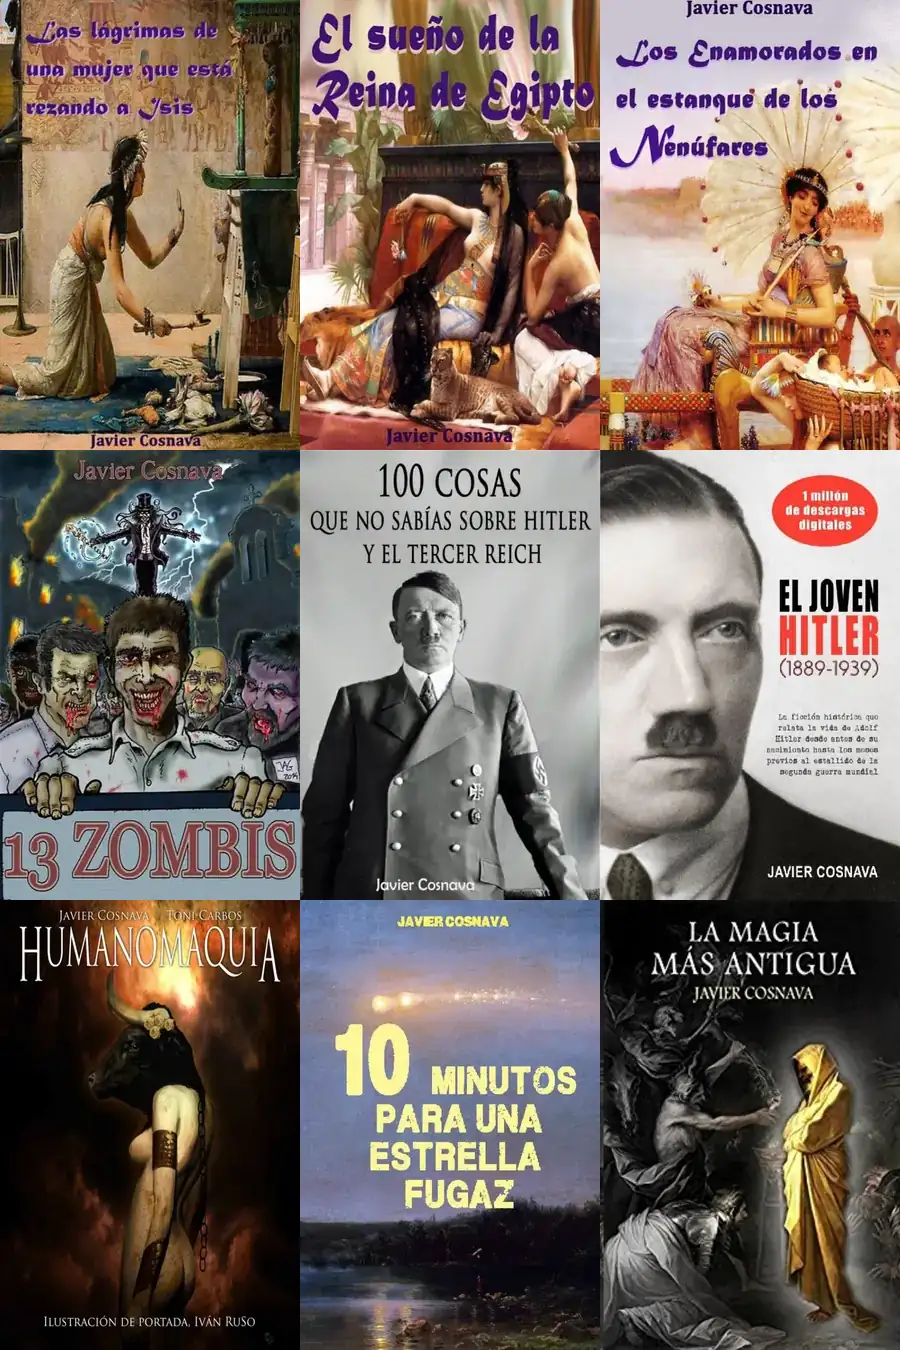 Las lágrimas de
una mujer que está
rezando a Isis
Javier Cosnava
El sueño de la
Reina de Egipto
Javier Cosnava
Javier Cosnava
Los Enamorados en
el estanque de los
Nenúfares
Javier Cosnava
JAG
2014
13 ZOMBIS
100 COSAS
QUE NO SABÍAS SOBRE HITLER
Y EL TERCER REICH
Javier Cosnava
1 millón
de descargas
digitales
EL JOVEN
HITLER
(1889-1939)
La ficción histórica que
relata la vida de Adolf
Hitler desde antes de su
nacimiento hasta los meses
previos al estallido de la
segunda guerra mundial
JAVIER COSNAVA
JAVIER COSNAVA TONI CARBOS
HUMANOMAQUIA
ILUSTRACIÓN DE PORTADA, IVÁN RUSO
JAVIER COSNAVA
10 MINUTOS
PARA UNA
ESTRELLA
FUGAZ
LA MAGIA
MÁS ANTIGUA
JAVIER COSNAVA